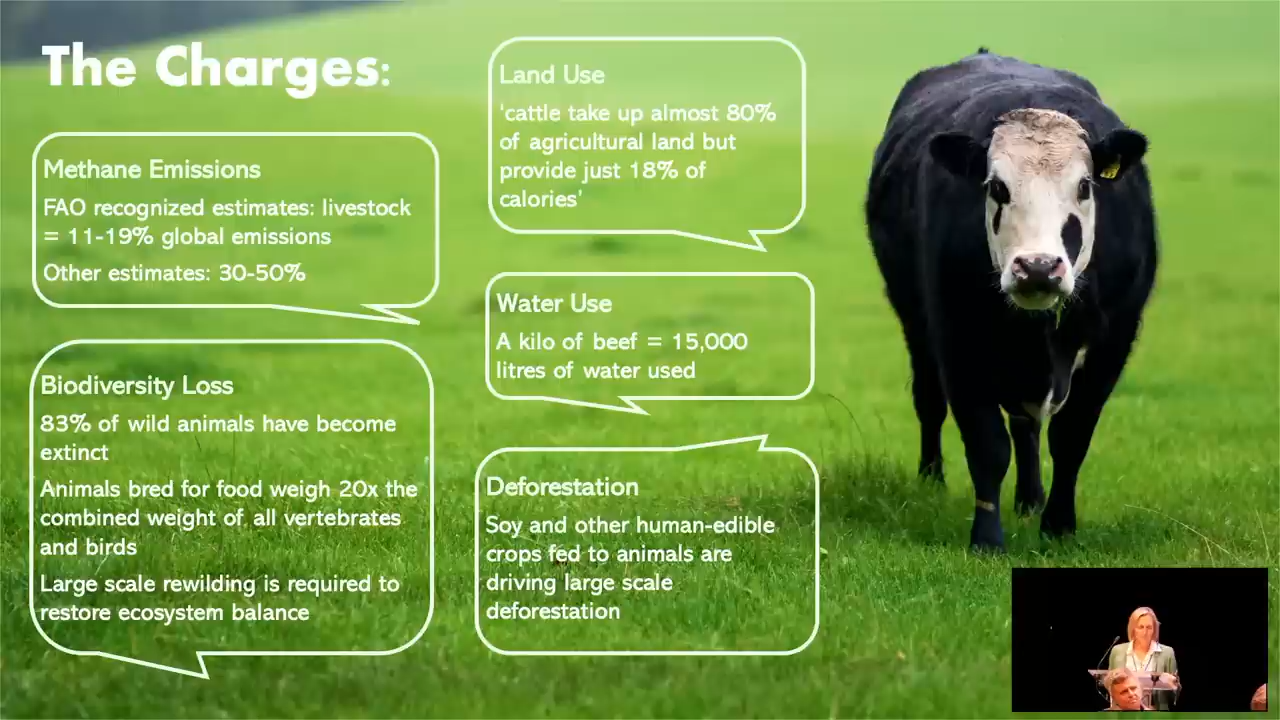 The Charges:
Methane Emissions
FAO recognized estimates: livestock
= 11-19% global emissions
Other estimates: 30-50%
Biodiversity Loss
83% of wild animals have become
extinct
Animals bred for food weigh 20x the
combined weight of all vertebrates
and birds
Large scale rewilding is required to
restore ecosystem balance
Land Use
‘cattle take up almost 80%
of agricultural land but
provide just 18% of
calories’
Water Use
A kilo of beef = 15,000
litres of water used
Deforestation
Soy and other human-edible
crops fed to animals are
driving large scale
deforestation